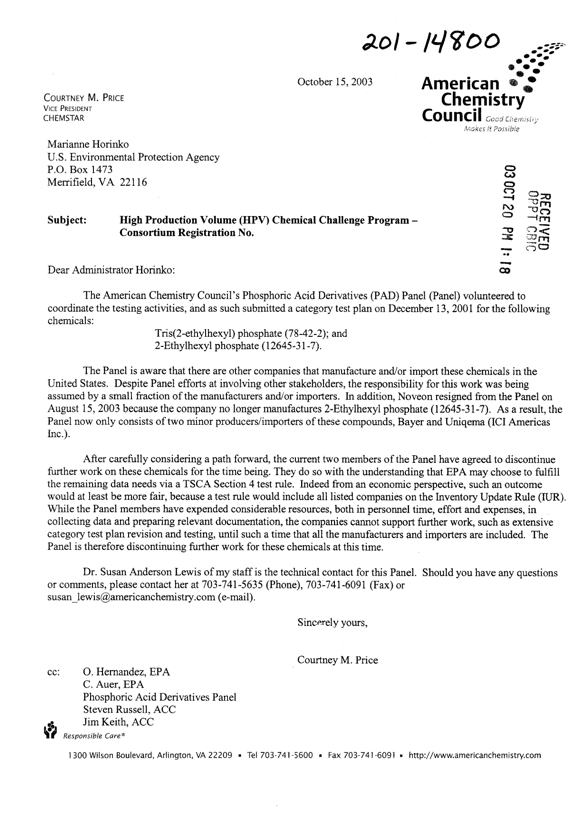 201-14800
October 15, 2003
American
Chemistry
Council Good Chemistry
Makes It Possible
COURTNEY M. PRICE
VICE PRESIDENT
CHEMSTAR
Marianne Horinko
U.S. Environmental Protection Agency
P.O. Box 1473
Merrifield, VA 22116
RECEIVED
OPPT CBIC
03 OCT 20 PM 1:18
Subject: High Production Volume (HPV) Chemical Challenge Program –
Consortium Registration No.
Dear Administrator Horinko:
The American Chemistry Council's Phosphoric Acid Derivatives (PAD) Panel (Panel) volunteered to
coordinate the testing activities, and as such submitted a category test plan on December 13, 2001 for the following
chemicals:
Tris(2-ethylhexyl) phosphate (78-42-2); and
2-Ethylhexyl phosphate (12645-31-7).
The Panel is aware that there are other companies that manufacture and/or import these chemicals in the
United States. Despite Panel efforts at involving other stakeholders, the responsibility for this work was being
assumed by a small fraction of the manufacturers and/or importers. In addition, Noveon resigned from the Panel on
August 15, 2003 because the company no longer manufactures 2-Ethylhexyl phosphate (12645-31-7). As a result, the
Panel now only consists of two minor producers/importers of these compounds, Bayer and Uniqema (ICI Americas
Inc.).
After carefully considering a path forward, the current two members of the Panel have agreed to discontinue
further work on these chemicals for the time being. They do so with the understanding that EPA may choose to fulfill
the remaining data needs via a TSCA Section 4 test rule. Indeed from an economic perspective, such an outcome
would at least be more fair, because a test rule would include all listed companies on the Inventory Update Rule (IUR).
While the Panel members have expended considerable resources, both in personnel time, effort and expenses, in
collecting data and preparing relevant documentation, the companies cannot support further work, such as extensive
category test plan revision and testing, until such a time that all the manufacturers and importers are included. The
Panel is therefore discontinuing further work for these chemicals at this time.
Dr. Susan Anderson Lewis of my staff is the technical contact for this Panel. Should you have any questions
or comments, please contact her at 703-741-5635 (Phone), 703-741-6091 (Fax) or
susan_lewis@americanchemistry.com (e-mail).
Sincerely yours,
Courtney M. Price
cc: O. Hernandez, EPA
C. Auer, EPA
Phosphoric Acid Derivatives Panel
Steven Russell, ACC
Jim Keith, ACC
Responsible Care®
1300 Wilson Boulevard, Arlington, VA 22209 • Tel 703-741-5600 • Fax 703-741-6091 • http://www.americanchemistry.com